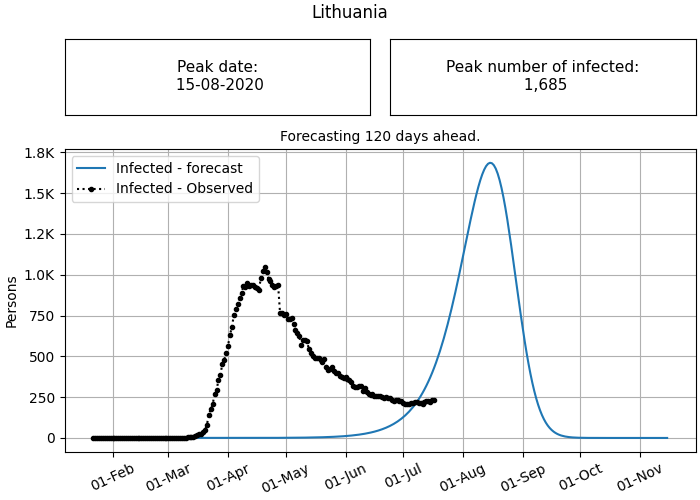 Lithuania
Peak date:
15-08-2020
Peak number of infected:
1,685
Forecasting 120 days ahead.
Infected - forecast
Infected - Observed
1.8K
1.5K
1.2K
1.0K
750
500
250
0
Persons
01-Feb
01-Mar
01-Apr
01-May
01-Jun
01-Jul
01-Aug
01-Sep
01-Oct
01-Nov